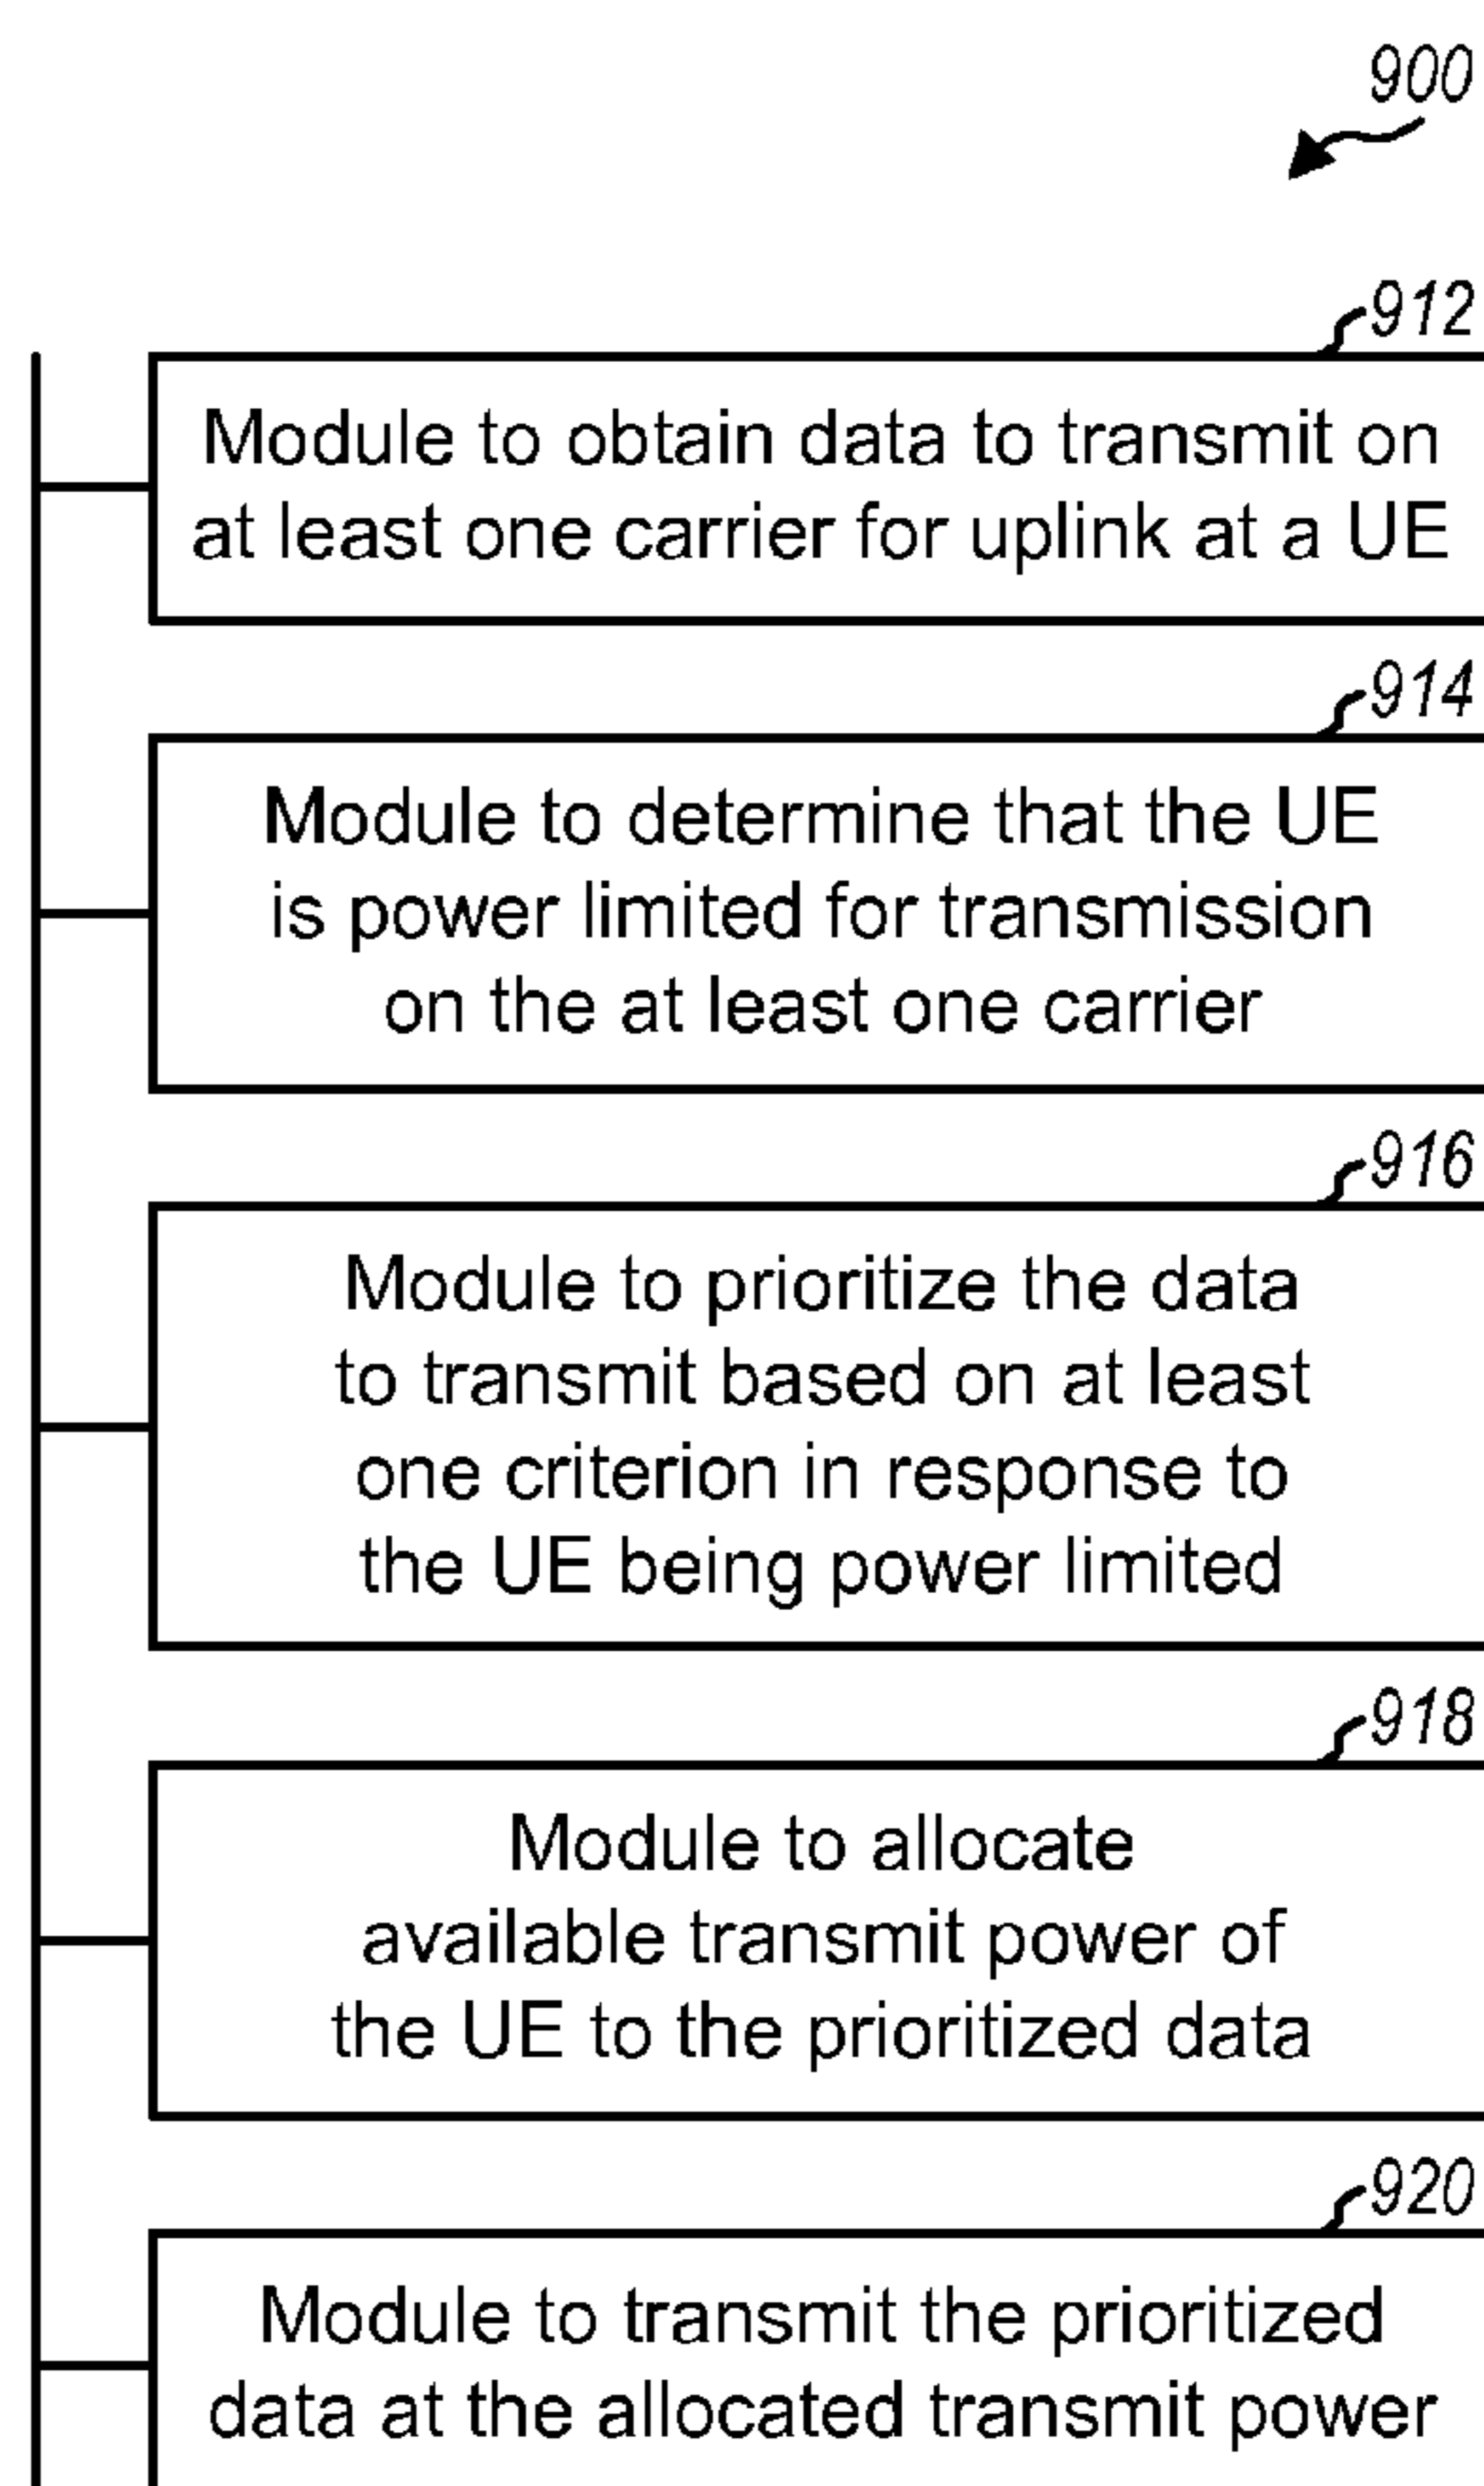 900
912
Module to obtain data to transmit on
at least one carrier for uplink at a UE
914
Module to determine that the UE
is power limited for transmission
on the at least one carrier
916
Module to prioritize the data
to transmit based on at least
one criterion in response to
the UE being power limited
918
Module to allocate
available transmit power of
the UE to the prioritized data
920
Module to transmit the prioritized
data at the allocated transmit power